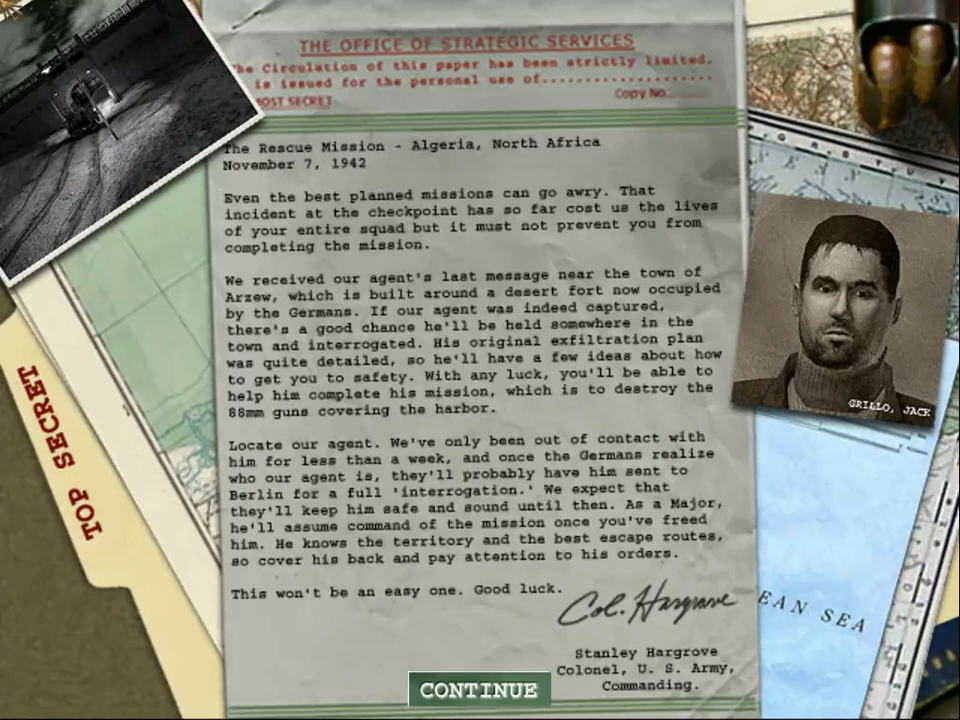 THE OFFICE OF STRATEGIC SERVICES
The Circulation of this paper has been strictly limited.
is issued for the personal use of....................
MOST SECRET
Copy No.......
The Rescue Mission - Algeria, North Africa
November 7, 1942
Even the best planned missions can go awry. That
incident at the checkpoint has so far cost us the lives
of your entire squad but it must not prevent you from
completing the mission.
We received our agent's last message near the town of
Arzew, which is built around a desert fort now occupied
by the Germans. If our agent was indeed captured,
there's a good chance he'll be held somewhere in the
town and interrogated. His original exfiltration plan
was quite detailed, so he'll have a few ideas about how
to get you to safety. With any luck, you'll be able to
help him complete his mission, which is to destroy the
88mm guns covering the harbor.
Locate our agent. We've only been out of contact with
him for less than a week, and once the Germans realize
who our agent is, they'll probably have him sent to
Berlin for a full 'interrogation.' We expect that
they'll keep him safe and sound until then. As a Major,
he'll assume command of the mission once you've freed
him. He knows the territory and the best escape routes,
so cover his back and pay attention to his orders.
This won't be an easy one. Good luck.
Col. Hargrove
Stanley Hargrove
Colonel, U. S. Army,
Commanding.
CONTINUE
TOP SECRET
GRILLO, JACK
EAN SEA